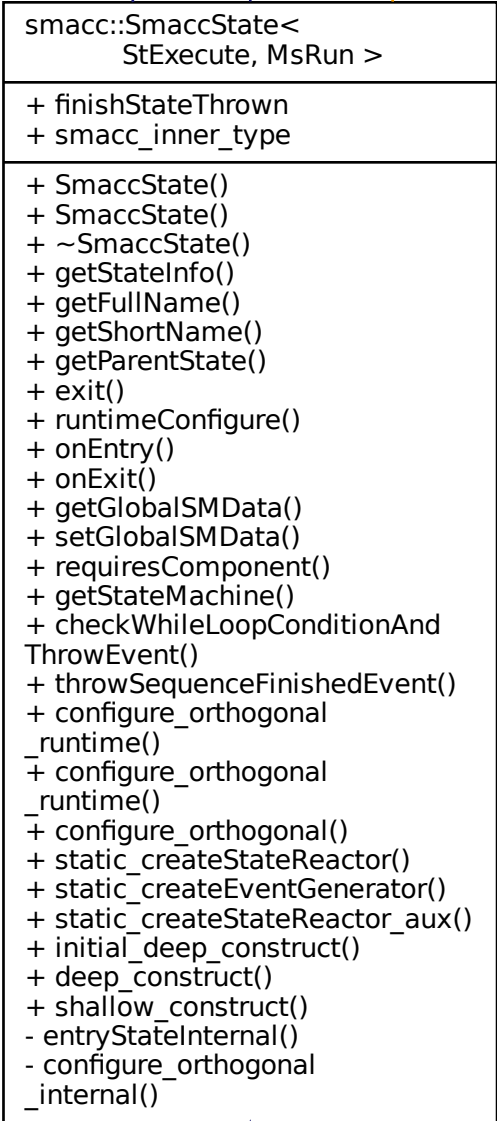 smacc::SmaccState<
StExecute, MsRun >
+ finishStateThrown
+ smacc_inner_type
+ SmaccState()
+ SmaccState()
+ ~SmaccState()
+ getStateInfo()
+ getFullName()
+ getShortName()
+ getParentState()
+ exit()
+ runtimeConfigure()
+ onEntry()
+ onExit()
+ getGlobalSMData()
+ setGlobalSMData()
+ requiresComponent()
+ getStateMachine()
+ checkWhileLoopConditionAnd
ThrowEvent()
+ throwSequenceFinishedEvent()
+ configure_orthogonal
_runtime()
+ configure_orthogonal
_runtime()
+ configure_orthogonal()
+ static_createStateReactor()
+ static_createEventGenerator()
+ static_createStateReactor_aux()
+ initial_deep_construct()
+ deep_construct()
+ shallow_construct()
- entryStateInternal()
- configure_orthogonal
_internal()